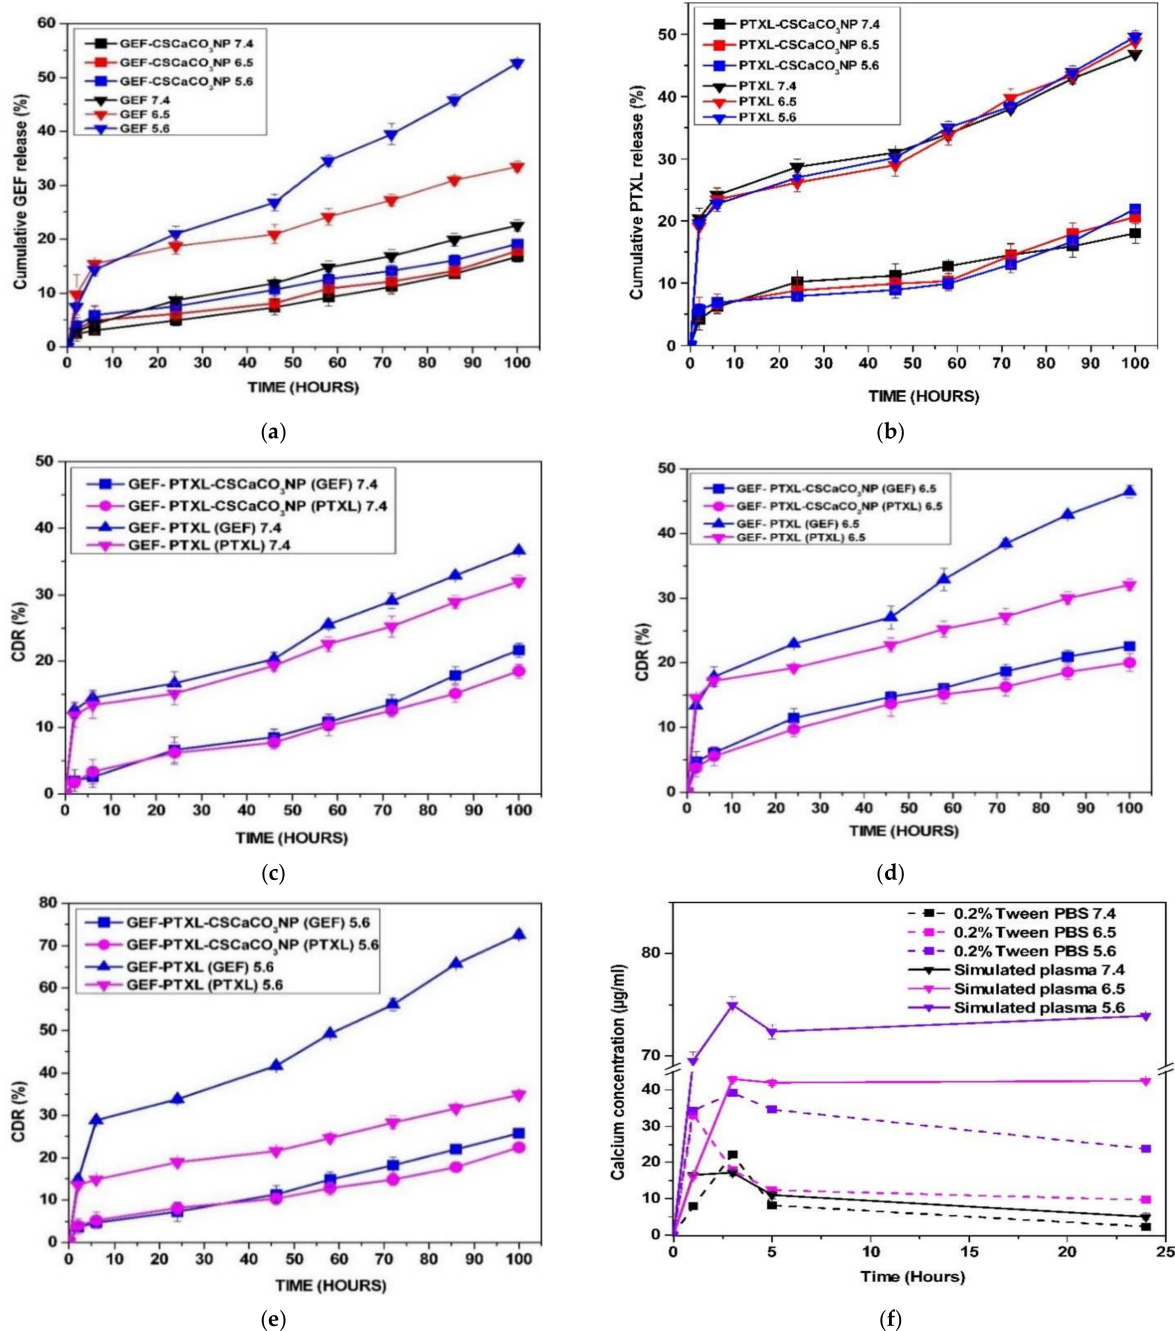 60
50
40
30
20
10
0
Cumulative GEF release (%)
GEF-CSCaCO3NP 7.4
GEF-CSCaCO3NP 6.5
GEF-CSCaCO3NP 5.6
GEF 7.4
GEF 6.5
GEF 5.6
0 10 20 30 40 50 60 70 80 90 100
TIME (HOURS)
(a)
50
40
30
20
10
0
Cumulative PTXL release (%)
PTXL-CSCaCO3NP 7.4
PTXL-CSCaCO3NP 6.5
PTXL-CSCaCO3NP 5.6
PTXL 7.4
PTXL 6.5
PTXL 5.6
0 10 20 30 40 50 60 70 80 90 100
TIME (HOURS)
(b)
50
40
30
20
10
0
CDR (%)
GEF- PTXL-CSCaCO3NP (GEF) 7.4
GEF- PTXL-CSCaCO3NP (PTXL) 7.4
GEF- PTXL (GEF) 7.4
GEF- PTXL (PTXL) 7.4
0 10 20 30 40 50 60 70 80 90 100
TIME (HOURS)
(c)
50
40
30
20
10
0
CDR (%)
GEF- PTXL-CSCaCO3NP (GEF) 6.5
GEF- PTXL-CSCaCO3NP (PTXL) 6.5
GEF- PTXL (GEF) 6.5
GEF- PTXL (PTXL) 6.5
0 10 20 30 40 50 60 70 80 90 100
TIME (HOURS)
(d)
80
70
60
50
40
30
20
10
0
CDR (%)
GEF-PTXL-CSCaCO3NP (GEF) 5.6
GEF-PTXL-CSCaCO3NP (PTXL) 5.6
GEF-PTXL (GEF) 5.6
GEF-PTXL (PTXL) 5.6
0 10 20 30 40 50 60 70 80 90 100
TIME (HOURS)
(e)
80
70
40
30
20
10
0
Calcium concentration (µg/ml)
0.2% Tween PBS 7.4
0.2% Tween PBS 6.5
0.2% Tween PBS 5.6
Simulated plasma 7.4
Simulated plasma 6.5
Simulated plasma 5.6
0 5 10 15 20 25
Time (Hours)
(f)